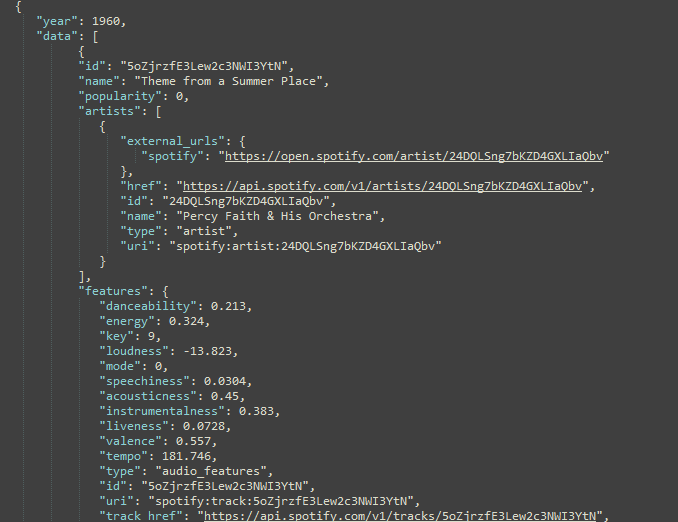 {
"year": 1960,
"data": [
{
"id": "5oZjrzfE3Lew2c3NWI3YtN",
"name": "Theme from a Summer Place",
"popularity": 0,
"artists": [
{
"external_urls": {
"spotify": "https://open.spotify.com/artist/24DQLSng7bKZD4GXLIaQbv"
},
"href": "https://api.spotify.com/v1/artists/24DQLSng7bKZD4GXLIaQbv",
"id": "24DQLSng7bKZD4GXLIaQbv",
"name": "Percy Faith & His Orchestra",
"type": "artist",
"uri": "spotify:artist:24DQLSng7bKZD4GXLIaQbv"
}
],
"features": {
"danceability": 0.213,
"energy": 0.324,
"key": 9,
"loudness": -13.823,
"mode": 0,
"speechiness": 0.0304,
"acousticness": 0.45,
"instrumentalness": 0.383,
"liveness": 0.0728,
"valence": 0.557,
"tempo": 181.746,
"type": "audio_features",
"id": "5oZjrzfE3Lew2c3NWI3YtN",
"uri": "spotify:track:5oZjrzfE3Lew2c3NWI3YtN",
"track_href": "https://api.spotify.com/v1/tracks/5oZjrzfE3Lew2c3NWI3YtN",